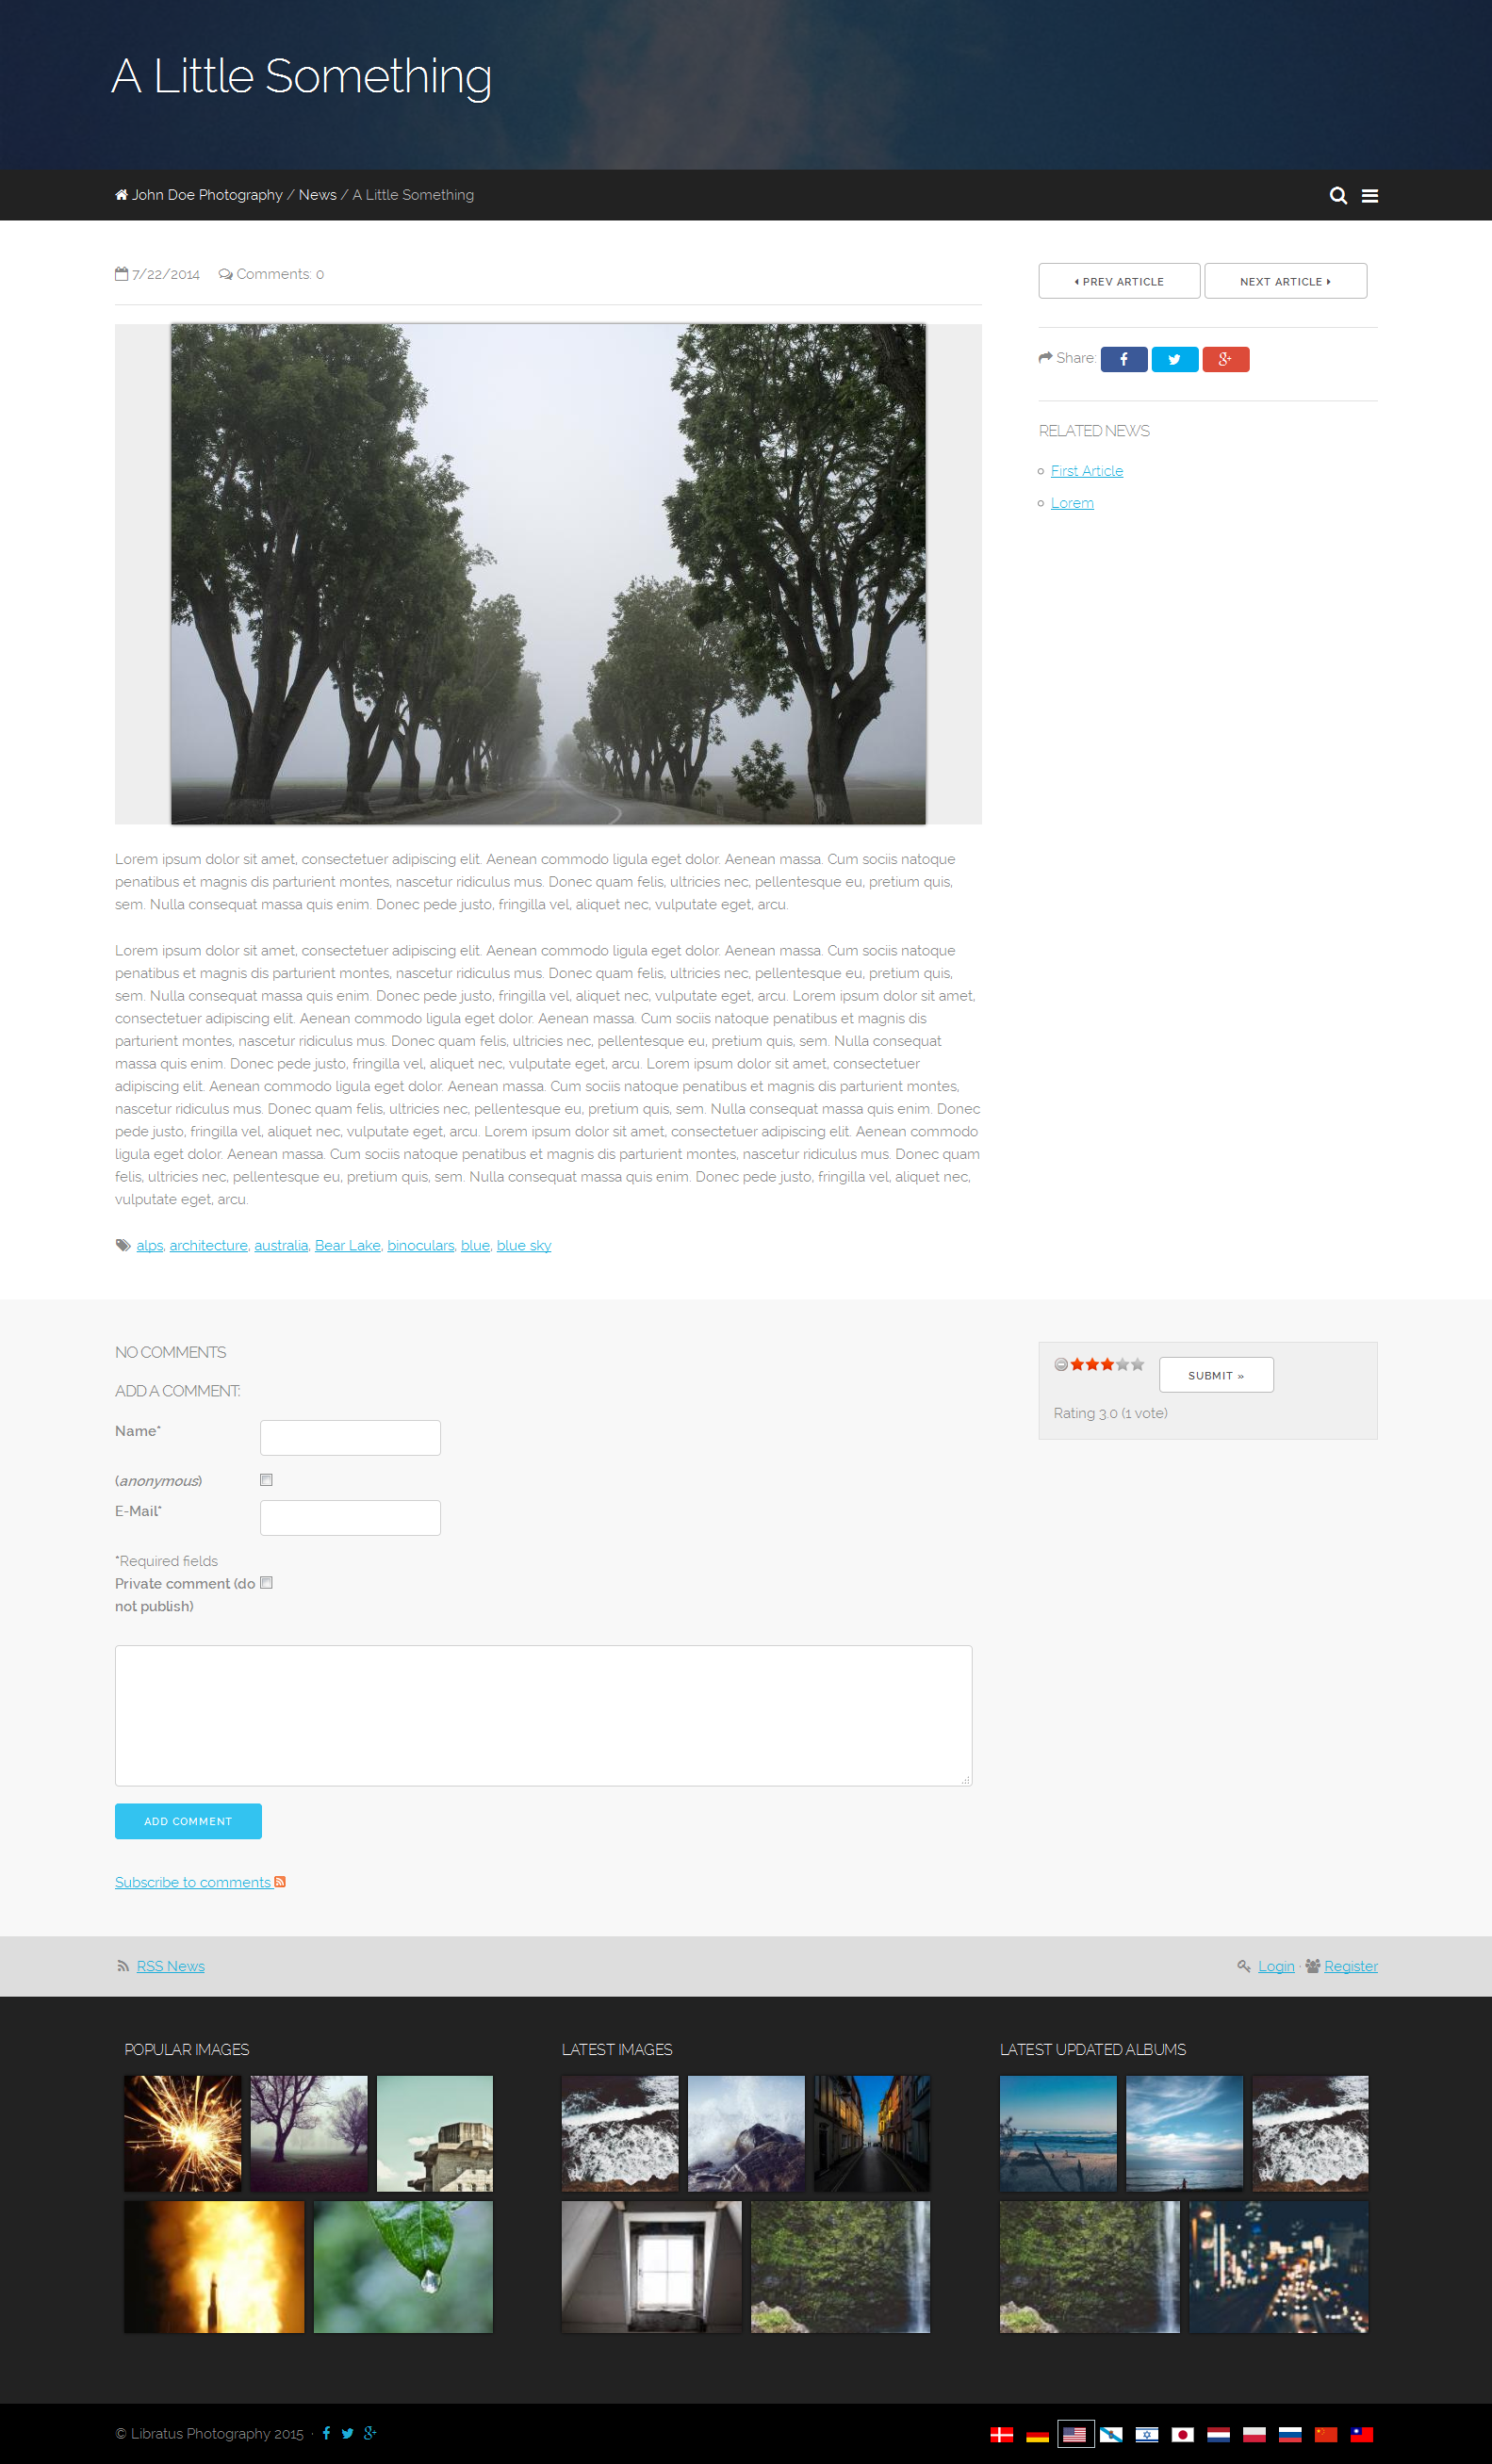 A Little Something
John Doe Photography / News / A Little Something
7/22/2014 Comments: 0
PREV ARTICLE NEXT ARTICLE
Share:
RELATED NEWS
First Article
Lorem
Lorem ipsum dolor sit amet, consectetuer adipiscing elit. Aenean commodo ligula eget dolor. Aenean massa. Cum sociis natoque
penatibus et magnis dis parturient montes, nascetur ridiculus mus. Donec quam felis, ultricies nec, pellentesque eu, pretium quis,
sem. Nulla consequat massa quis enim. Donec pede justo, fringilla vel, aliquet nec, vulputate eget, arcu.
Lorem ipsum dolor sit amet, consectetuer adipiscing elit. Aenean commodo ligula eget dolor. Aenean massa. Cum sociis natoque
penatibus et magnis dis parturient montes, nascetur ridiculus mus. Donec quam felis, ultricies nec, pellentesque eu, pretium quis,
sem. Nulla consequat massa quis enim. Donec pede justo, fringilla vel, aliquet nec, vulputate eget, arcu. Lorem ipsum dolor sit amet,
consectetuer adipiscing elit. Aenean commodo ligula eget dolor. Aenean massa. Cum sociis natoque penatibus et magnis dis
parturient montes, nascetur ridiculus mus. Donec quam felis, ultricies nec, pellentesque eu, pretium quis, sem. Nulla consequat
massa quis enim. Donec pede justo, fringilla vel, aliquet nec, vulputate eget, arcu. Lorem ipsum dolor sit amet, consectetuer
adipiscing elit. Aenean commodo ligula eget dolor. Aenean massa. Cum sociis natoque penatibus et magnis dis parturient montes,
nascetur ridiculus mus. Donec quam felis, ultricies nec, pellentesque eu, pretium quis, sem. Nulla consequat massa quis enim. Donec
pede justo, fringilla vel, aliquet nec, vulputate eget, arcu. Lorem ipsum dolor sit amet, consectetuer adipiscing elit. Aenean commodo
ligula eget dolor. Aenean massa. Cum sociis natoque penatibus et magnis dis parturient montes, nascetur ridiculus mus. Donec quam
felis, ultricies nec, pellentesque eu, pretium quis, sem. Nulla consequat massa quis enim. Donec pede justo, fringilla vel, aliquet nec,
vulputate eget, arcu.
alps, architecture, australia, Bear Lake, binoculars, blue, blue sky
NO COMMENTS
ADD A COMMENT:
Name*
(anonymous)
E-Mail*
*Required fields
Private comment (do
not publish)
ADD COMMENT
Subscribe to comments
SUBMIT »
Rating 3.0 (1 vote)
RSS News
Login · Register
POPULAR IMAGES
LATEST IMAGES
LATEST UPDATED ALBUMS
© Libratus Photography 2015 ·